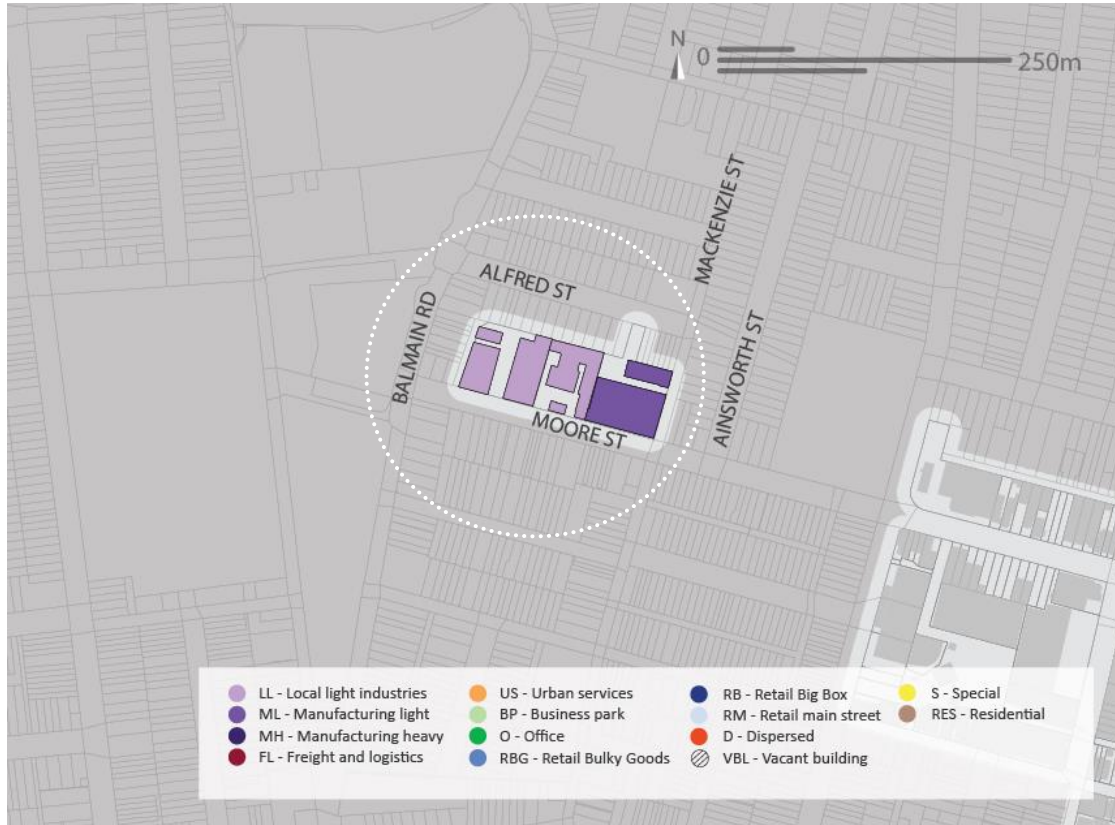 N
0
250m
MACKENZIE ST
ALFRED ST
BALMAIN RD
AINSWORTH ST
MOORE ST
LL - Local light industries
ML - Manufacturing light
MH - Manufacturing heavy
FL - Freight and logistics
US - Urban services
BP - Business park
O - Office
RBG - Retail Bulky Goods
RB - Retail Big Box
RM - Retail main street
D - Dispersed
VBL - Vacant building
S - Special
RES - Residential